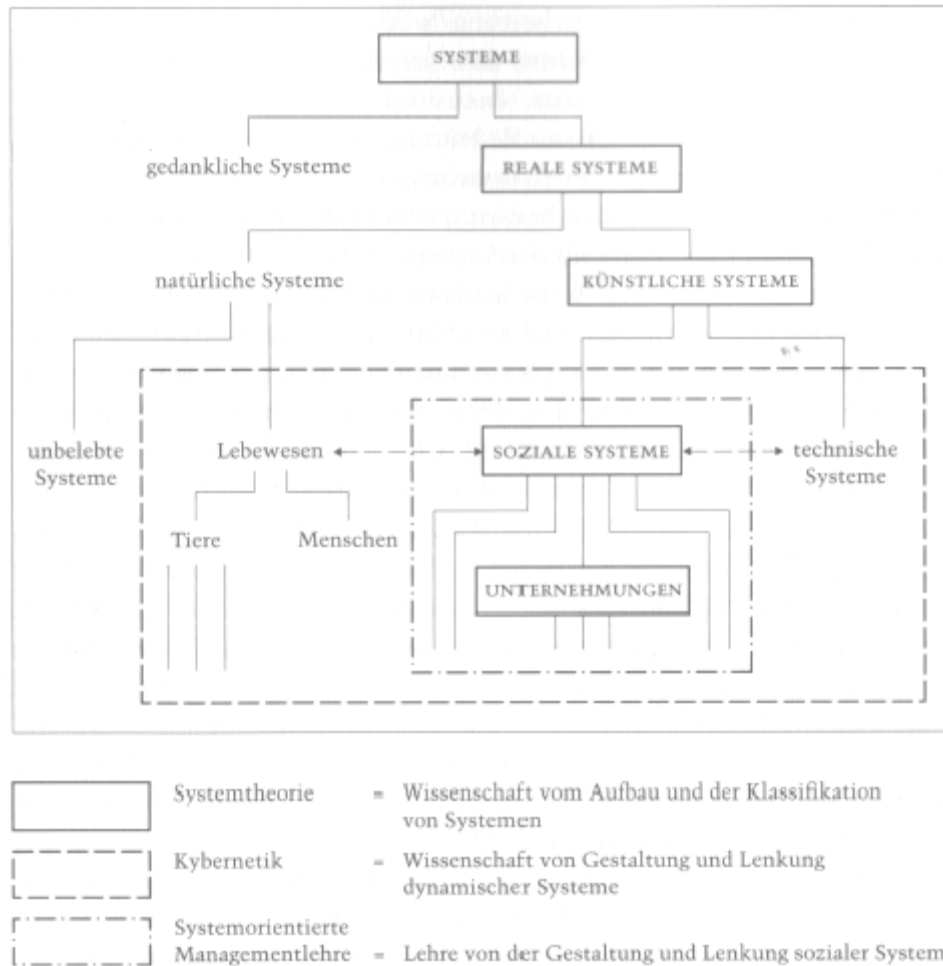 SYSTEME
gedankliche Systeme
REALE SYSTEME
natürliche Systeme
KÜNSTLICHE SYSTEME
unbelebte
Systeme
Lebewesen
SOZIALE SYSTEME
technische
Systeme
Tiere
Menschen
UNTERNEHMUNGEN
Systemtheorie = Wissenschaft vom Aufbau und der Klassifikation
von Systemen
Kybernetik = Wissenschaft von Gestaltung und Lenkung
dynamischer Systeme
Systemorientierte
Managementlehre = Lehre von der Gestaltung und Lenkung sozialer System